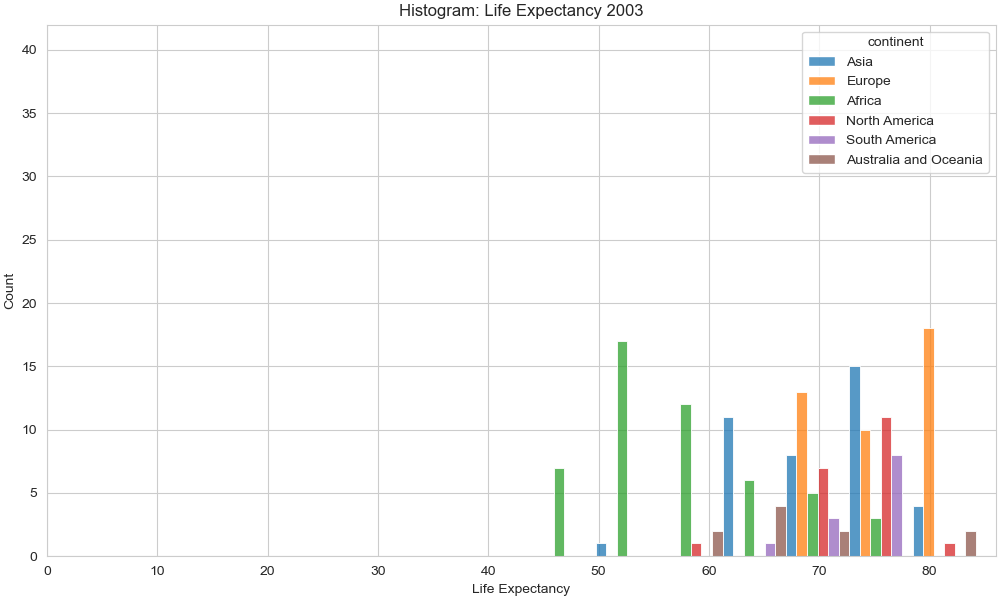 Histogram: Life Expectancy 2003
continent
Asia
Europe
Africa
North America
South America
Australia and Oceania
Count
40
35
30
25
20
15
10
5
0
0 10 20 30 40 50 60 70 80
Life Expectancy